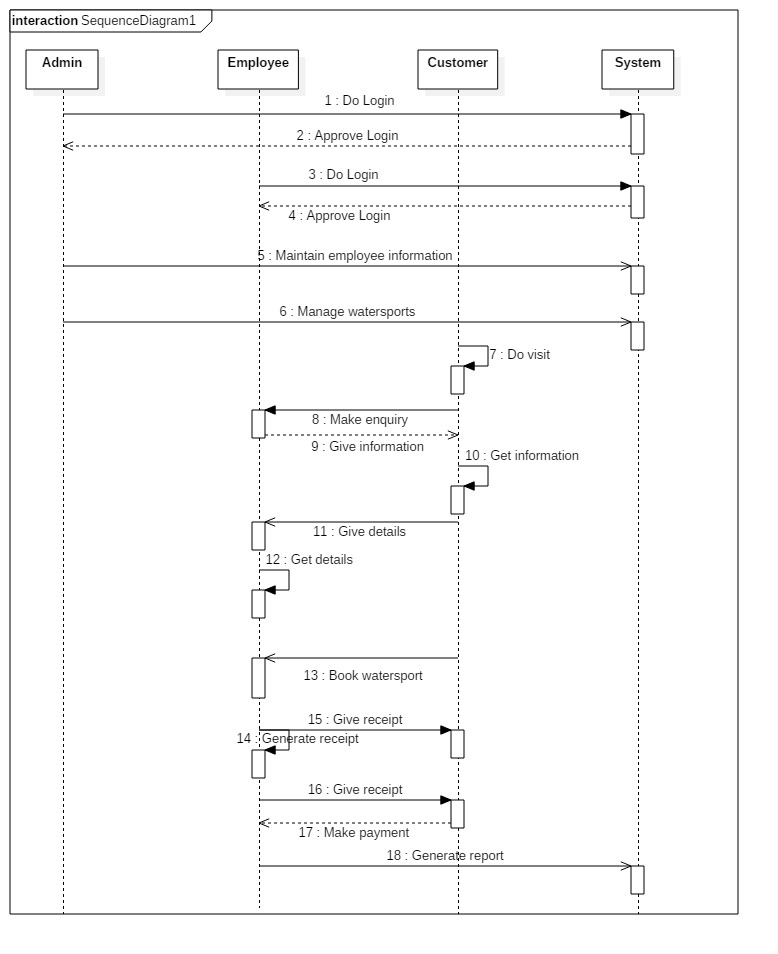 interaction SequenceDiagram1
Admin
Employee
Customer
System
1 : Do Login
2 : Approve Login
3 : Do Login
4 : Approve Login
5 : Maintain employee information
6 : Manage watersports
7 : Do visit
8 : Make enquiry
9 : Give information
10 : Get information
11 : Give details
12 : Get details
13 : Book watersport
15 : Give receipt
14 : Generate receipt
16 : Give receipt
17 : Make payment
18 : Generate report